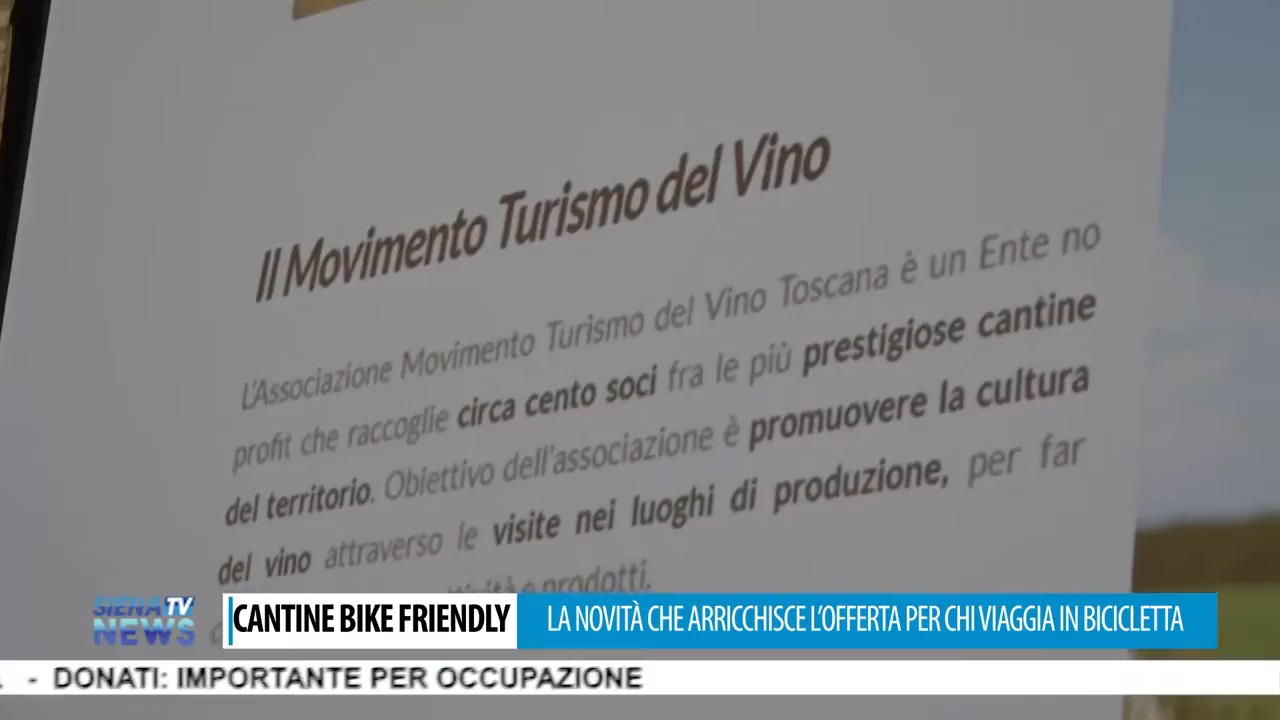 Il Movimento Turismo del Vino
L'Associazione Movimento Turismo del Vino Toscana è un Ente no
profit che raccoglie circa cento soci fra le più prestigiose cantine
del territorio. Obiettivo dell'associazione è promuovere la cultura
del vino attraverso le visite nei luoghi di produzione, per far
e prodotti.
SIENA TV
NEWS
CANTINE BIKE FRIENDLY
LA NOVITÀ CHE ARRICCHISCE L'OFFERTA PER CHI VIAGGIA IN BICICLETTA
- DONATI: IMPORTANTE PER OCCUPAZIONE